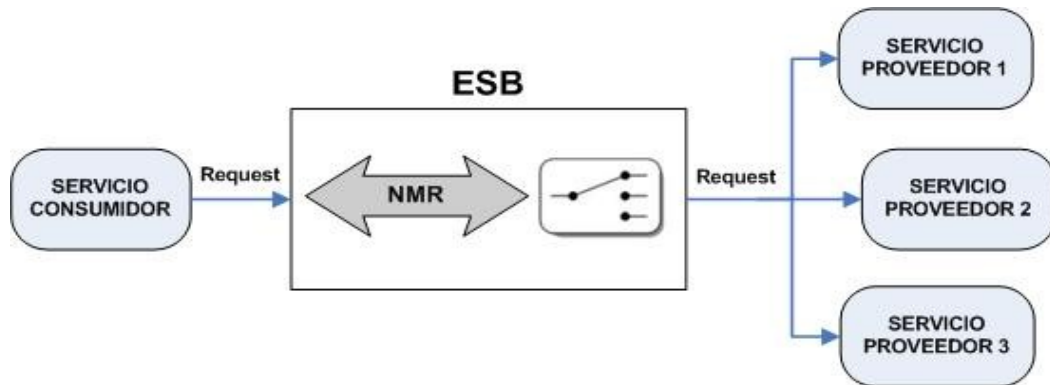 ESB
SERVICIO
CONSUMIDOR
Request
NMR
Request
SERVICIO
PROVEEDOR 1
SERVICIO
PROVEEDOR 2
SERVICIO
PROVEEDOR 3